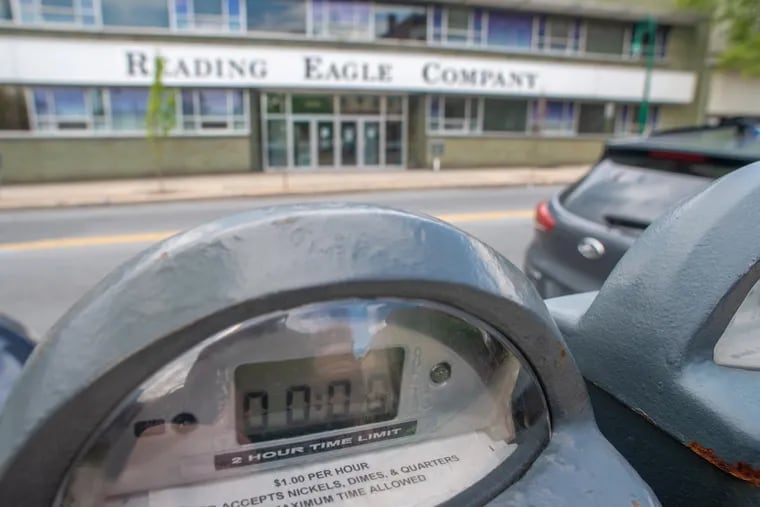 READING EAGLE COMPANY
00:0
2 HOUR TIME LIMIT
$1.00 PER HOUR
ACCEPTS NICKELS, DIMES, & QUARTERS
MAXIMUM TIME ALLOWED